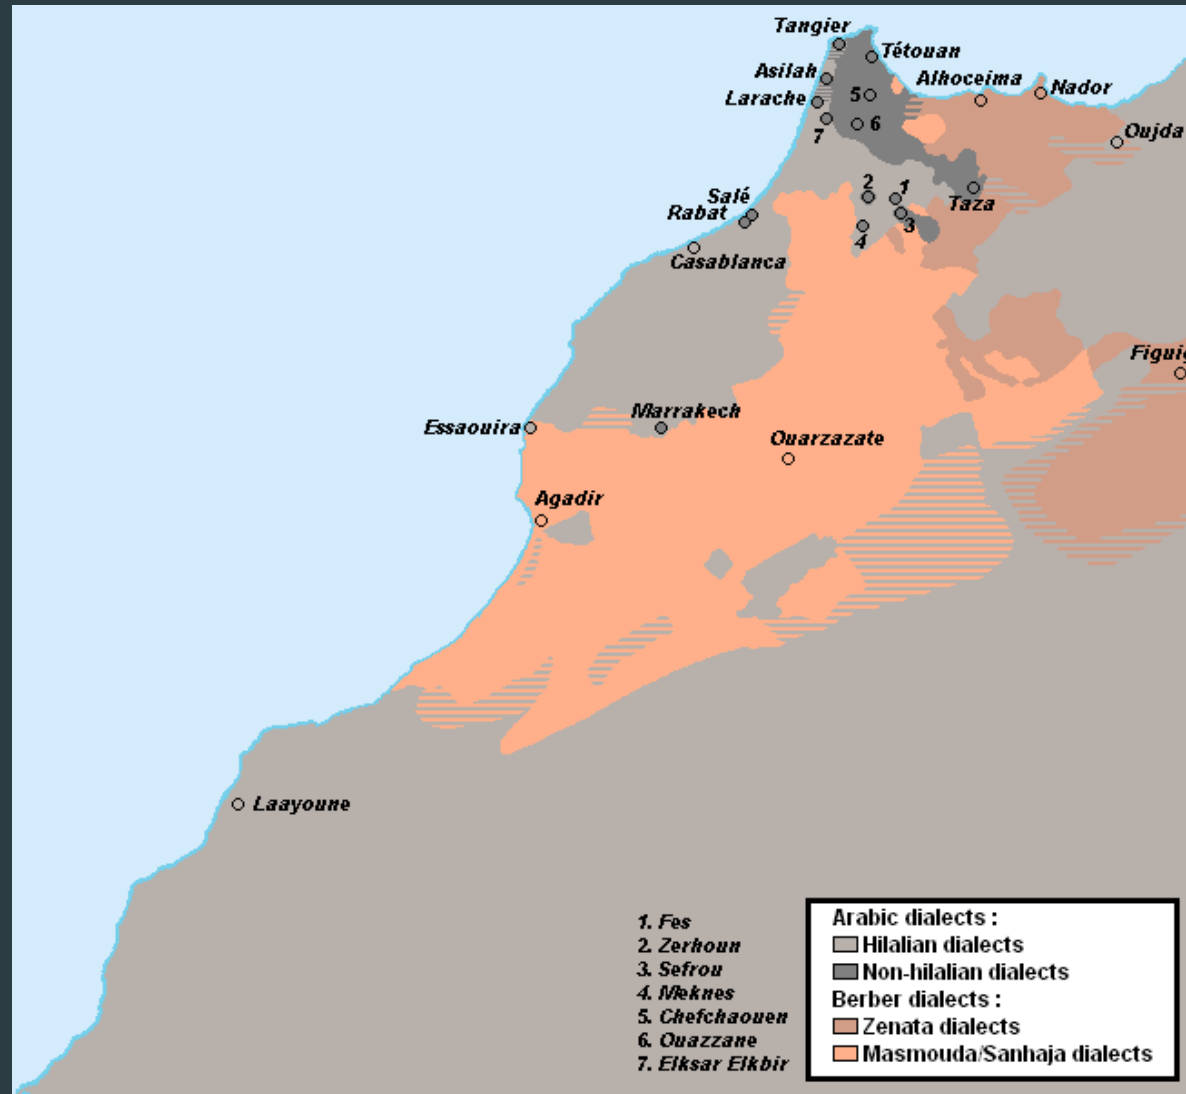 Tangier
Tétouan
Asilah
Alhoceima
Nador
Larache
5
6
7
Oujda
2
1
Salé
Taza
Rabat
3
4
Casablanca
Figuig
Marrakech
Essaouira
Ouarzazate
Agadir
Laayoune
1. Fes
2. Zerhoun
3. Sefrou
4. Meknes
5. Chefchaouen
6. Ouazzane
7. Elksar Elkbir
Arabic dialects :
Hilalian dialects
Non-hilalian dialects
Berber dialects :
Zenata dialects
Masmouda/Sanhaja dialects